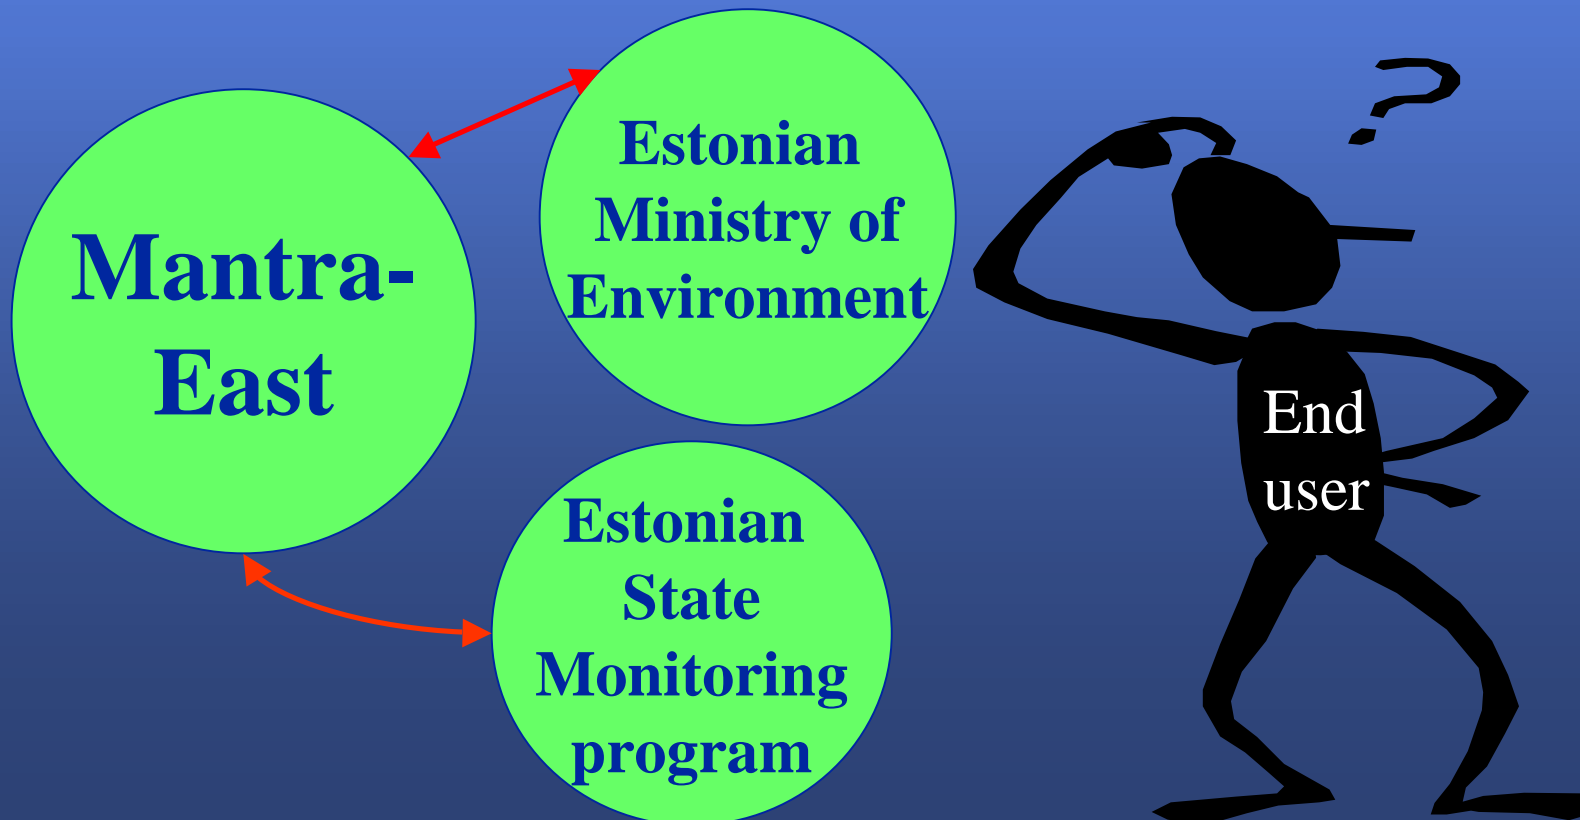 Mantra-
East
Estonian
Ministry of
Environment
Estonian
State
Monitoring
program
?
End
user